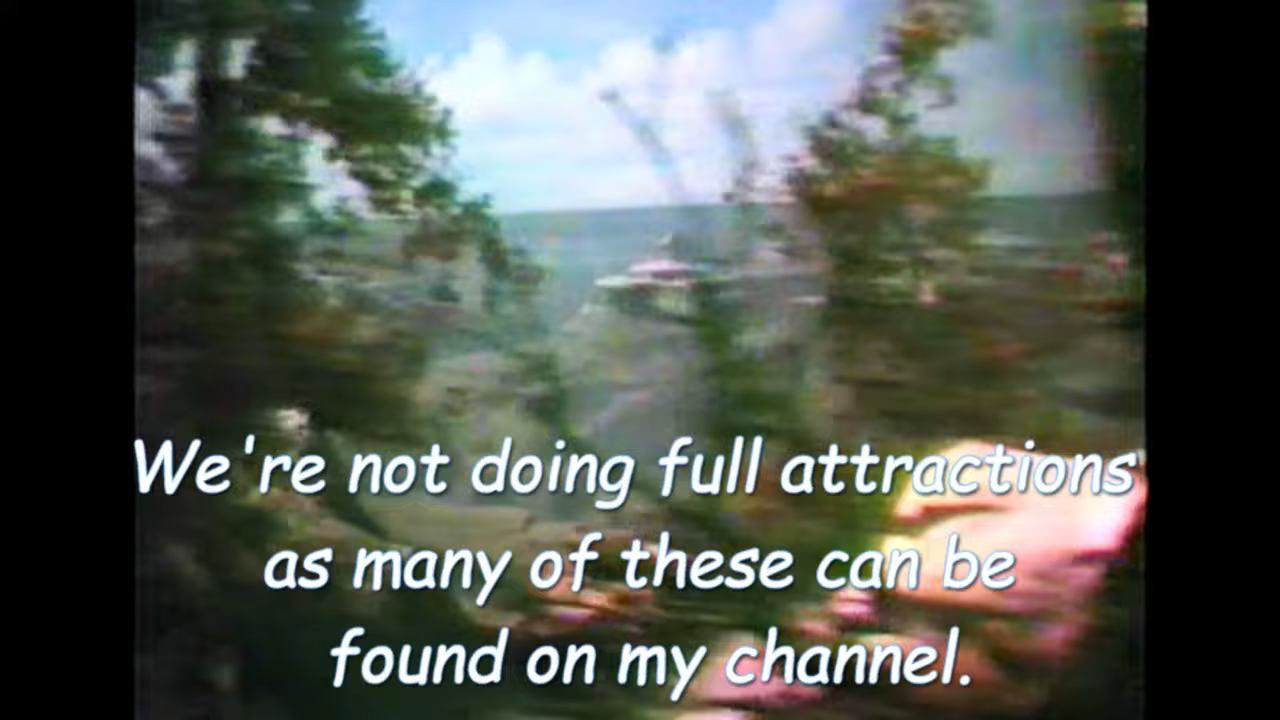 We're not doing full attractions
as many of these can be
found on my channel.